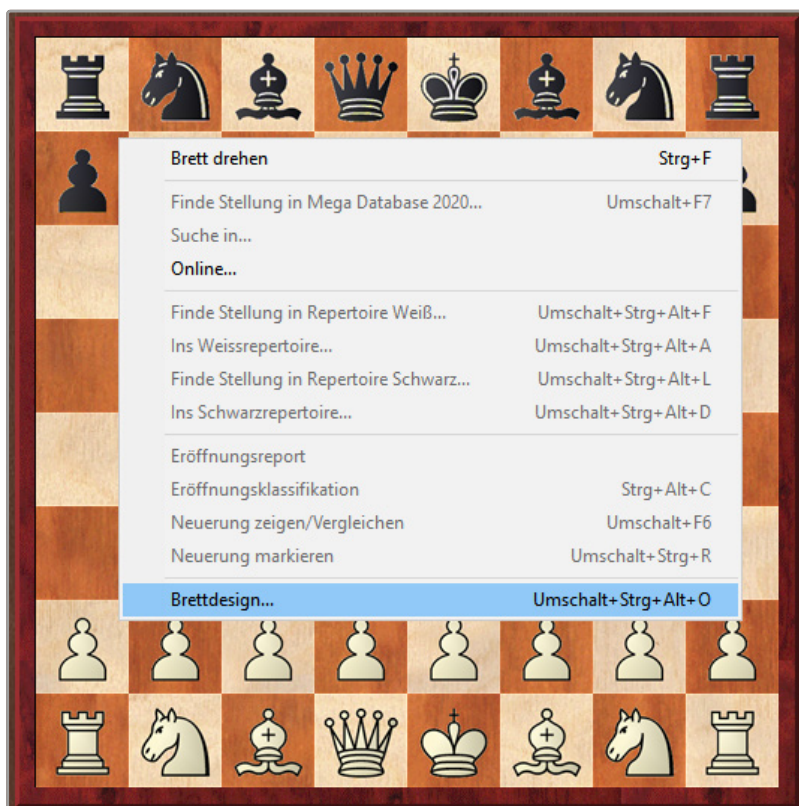 Brett drehen Strg+F
Finde Stellung in Mega Database 2020... Umschalt+F7
Suche in...
Online...
Finde Stellung in Repertoire Weiß... Umschalt+Strg+Alt+F
Ins Weissrepertoire... Umschalt+Strg+Alt+A
Finde Stellung in Repertoire Schwarz... Umschalt+Strg+Alt+L
Ins Schwarzrepertoire... Umschalt+Strg+Alt+D
Eröffnungsreport
Eröffnungsklassifikation Strg+Alt+C
Neuerung zeigen/Vergleichen Umschalt+F6
Neuerung markieren Umschalt+Strg+R
Brettdesign... Umschalt+Strg+Alt+O